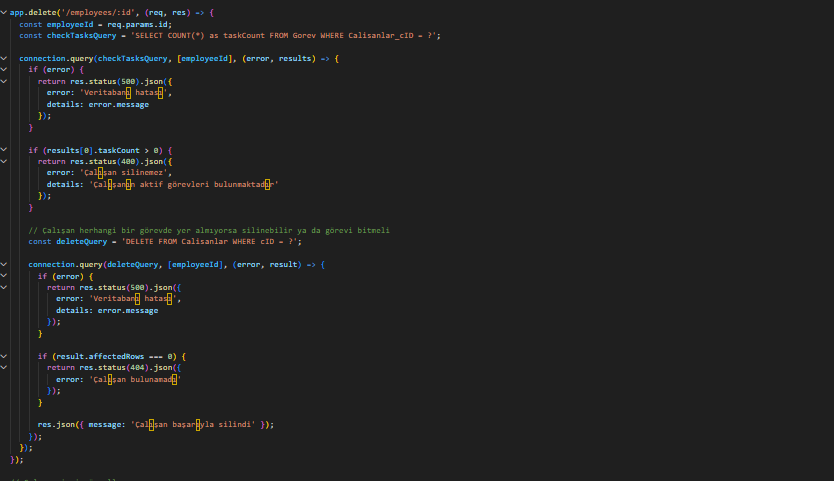 app.delete('/employees/:id', (req, res) => {
const employeeId = req.params.id;
const checkTasksQuery = 'SELECT COUNT(*) as taskCount FROM Gorev WHERE Calisanlar_cID = ?';
connection.query(checkTasksQuery, [employeeId], (error, results) => {
if (error) {
return res.status(500).json({
error: 'Veritabanı hatası',
details: error.message
});
}
if (results[0].taskCount > 0) {
return res.status(400).json({
error: 'Çalışan silinemez',
details: 'Çalışanın aktif görevleri bulunmaktadır'
});
}
// Çalışan herhangi bir görevde yer almıyorsa silinebilir ya da görevi bitmeli
const deleteQuery = 'DELETE FROM Calisanlar WHERE cID = ?';
connection.query(deleteQuery, [employeeId], (error, result) => {
if (error) {
return res.status(500).json({
error: 'Veritabanı hatası',
details: error.message
});
}
if (result.affectedRows === 0) {
return res.status(404).json({
error: 'Çalışan bulunamadı'
});
}
res.json({ message: 'Çalışan başarıyla silindi' });
});
});
});